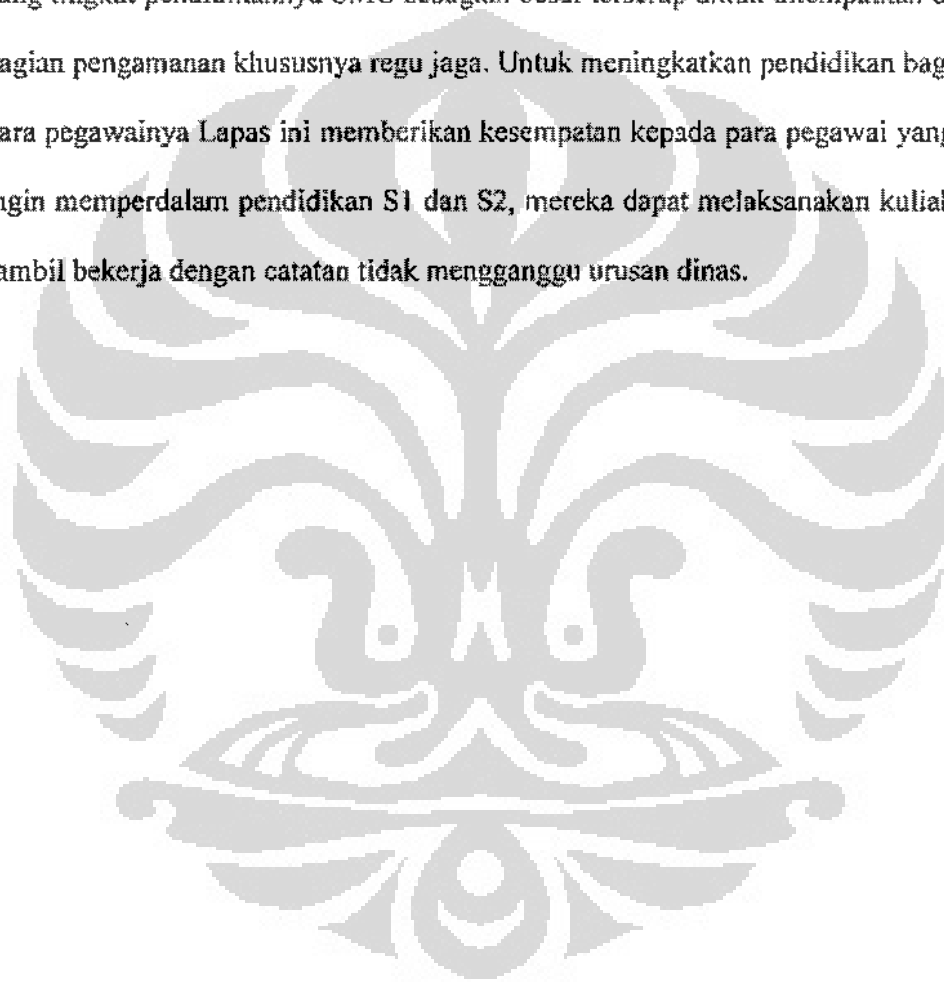 agian pengamanan khususnya regu jaga. Untuk meningkatkan pendidikan bag
ara pegawainya Lapas ini memberikan kesempatan kepada para pegawai yang
ngin memperdalam pendidikan S1 dan S2, mereka dapat melaksanakan kuliah
ambil bekerja dengan catatan tidak mengganggu urusan dinas.